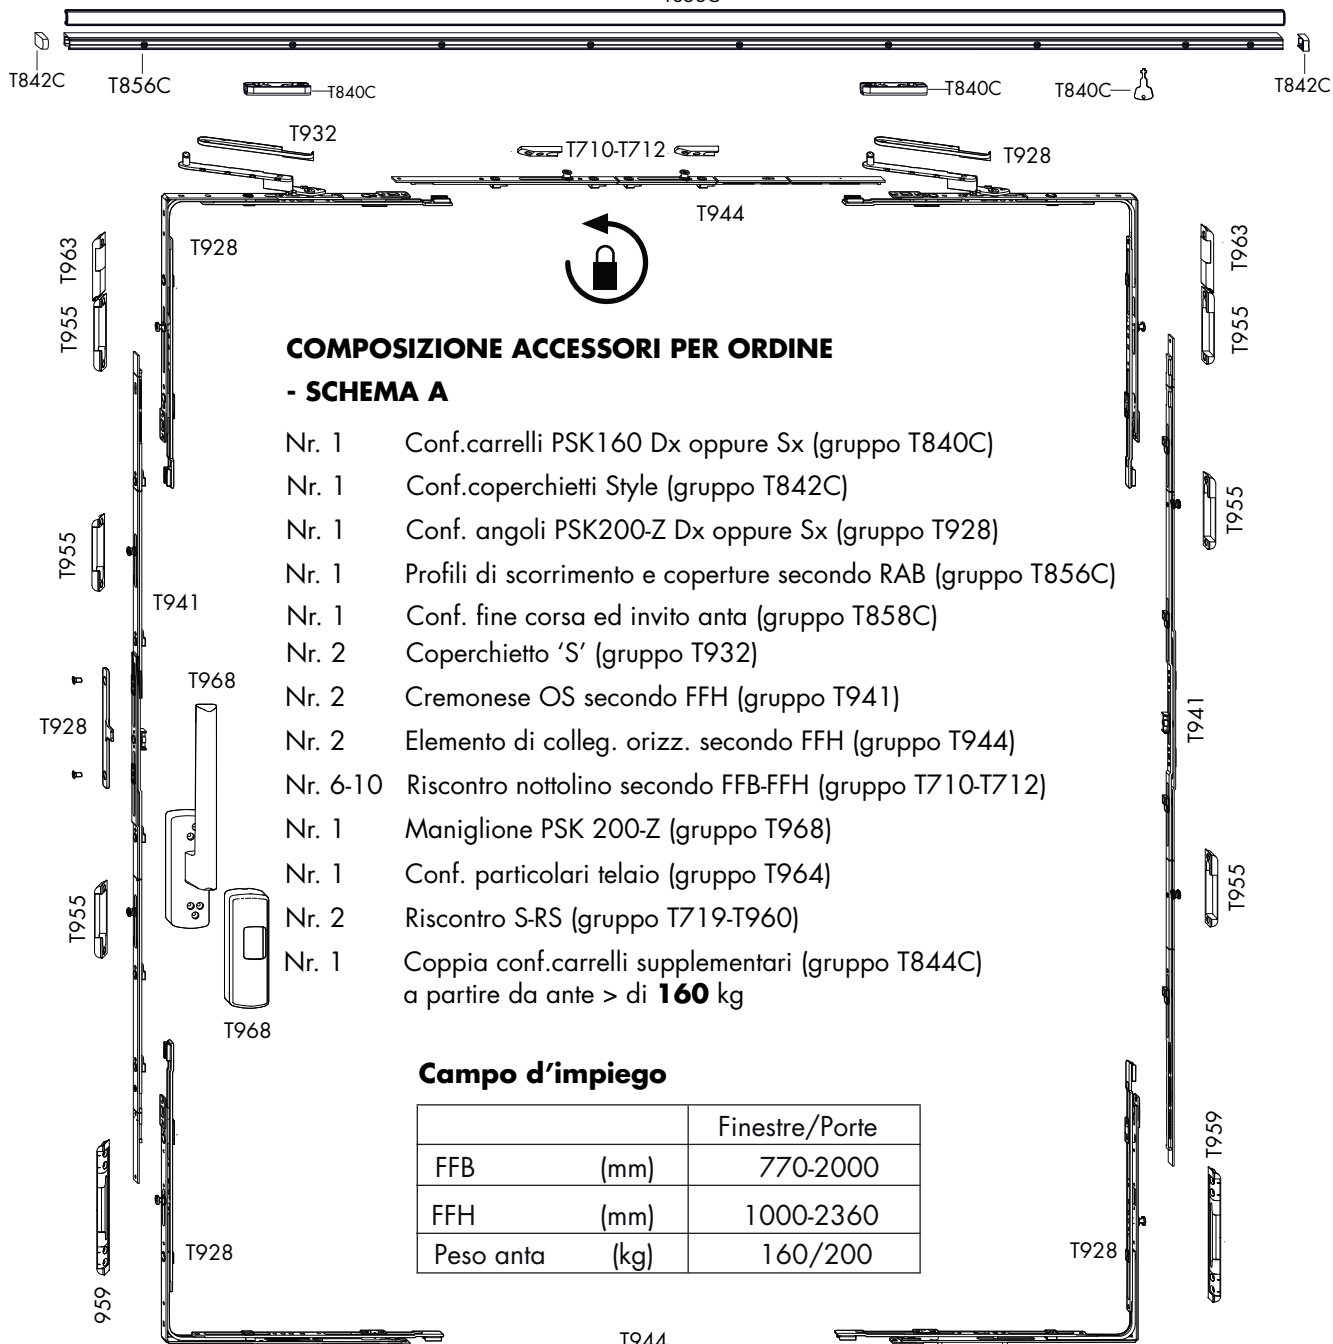 T842C
T856C
T840C
T840C
T840C
T842C
T932
T710-T712
T928
T944
T928
T963
T955
T963
T955
COMPOSIZIONE ACCESSORI PER ORDINE
- SCHEMA A
Nr. 1 Conf.carrelli PSK160 Dx oppure Sx (gruppo T840C)
Nr. 1 Conf.coperchietti Style (gruppo T842C)
Nr. 1 Conf. angoli PSK200-Z Dx oppure Sx (gruppo T928)
Nr. 1 Profili di scorrimento e coperture secondo RAB (gruppo T856C)
Nr. 1 Conf. fine corsa ed invito anta (gruppo T858C)
Nr. 2 Coperchietto ‘S’ (gruppo T932)
Nr. 2 Cremonese OS secondo FFH (gruppo T941)
Nr. 2 Elemento di colleg. orizz. secondo FFH (gruppo T944)
Nr. 6-10 Riscontro nottolino secondo FFB-FFH (gruppo T710-T712)
Nr. 1 Maniglione PSK 200-Z (gruppo T968)
Nr. 1 Conf. particolari telaio (gruppo T964)
Nr. 2 Riscontro S-RS (gruppo T719-T960)
Nr. 1 Coppia conf.carrelli supplementari (gruppo T844C)
a partire da ante > di 160 kg
T955
T955
T941
T968
T928
T941
T955
T955
T968
Campo d’impiego
Finestre/Porte
FFB (mm) 770-2000
FFH (mm) 1000-2360
Peso anta (kg) 160/200
T959
T928
T928
959
T944